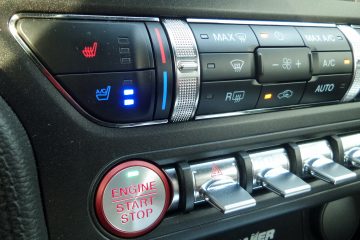 MAX
MAX A/C
A/C
R
AUTO
ENGINE
START
STOP